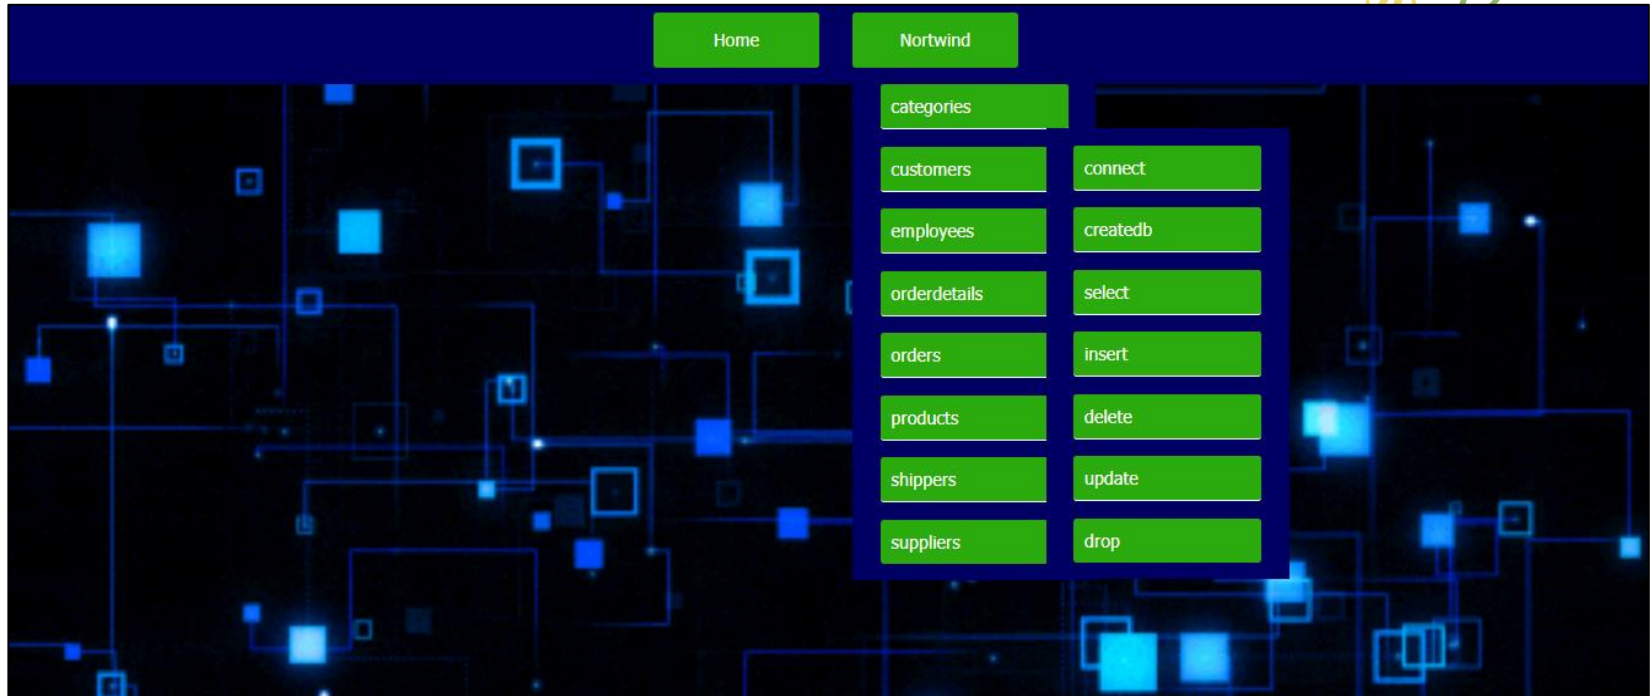 Home
Nortwind
categories
customers
employees
orderdetails
orders
products
shippers
suppliers
connect
createdb
select
insert
delete
update
drop